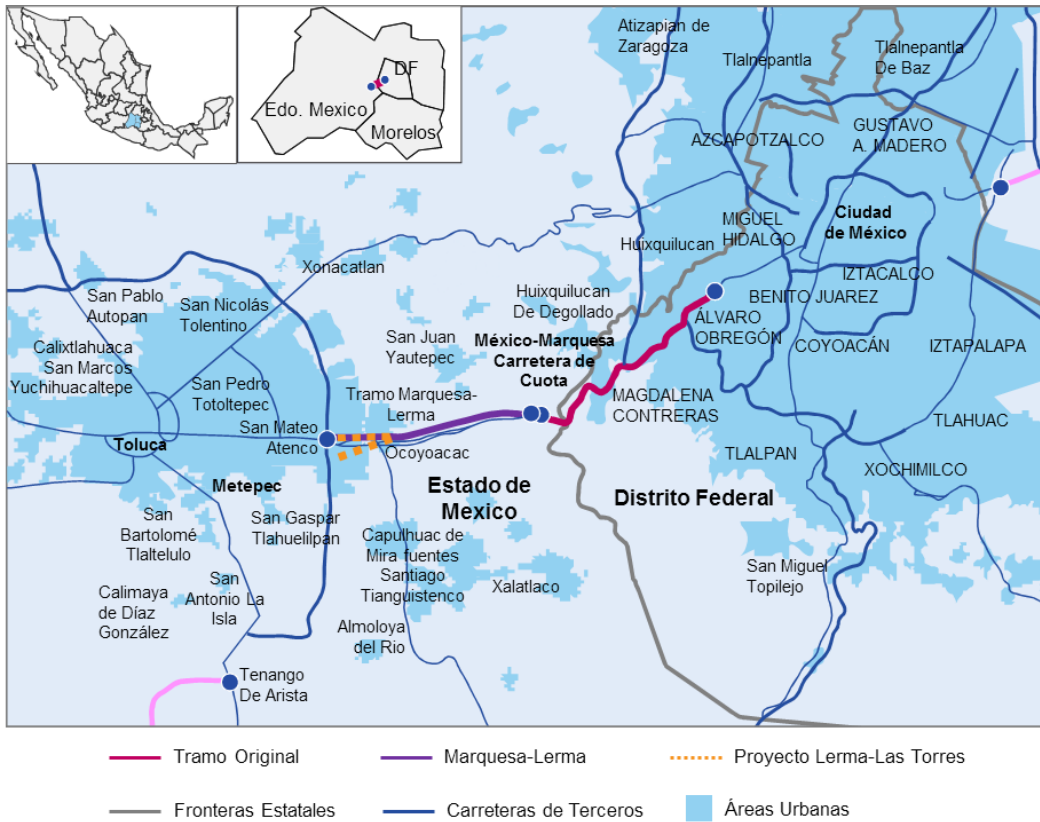 DF
Edo. Mexico
Morelos
Atizapian de
Zaragoza
Tlalnepantla
Tlalnepantla
De Baz
AZCAPOTZALCO
GUSTAVO
A. MADERO
MIGUEL
HIDALGO
Ciudad
de México
Huixquilucan
Xonacatlan
IZTACALCO
San Pablo
Autopan
San Nicolás
Tolentino
Huixquilucan
De Degollado
BENITO JUAREZ
ÁLVARO
OBREGÓN
San Juan
Yautepec
México-Marquesa
Carretera de
Cuota
COYOACÁN
IZTAPALAPA
Calixtlahuaca
San Marcos
Yuchihuacaltepe
San Pedro
Tototltepec
Tramo Marquesa-
Lerma
MAGDALENA
CONTRERAS
TLAHUAC
San Mateo
Atenco
Toluca
Ocoyoacac
TLALPAN
XOCHIMILCO
Metepec
Estado de
Mexico
Distrito Federal
San
Bartolomé
Tlaltelulo
San Gaspar
Tlahuelilpan
Capulhuac de
Mira fuentes
Santiago
Tianguistenco
Xalatlaco
San Miguel
Topilejo
Calimaya
de Díaz
González
San
Antonio La
Isla
Almoloya
del Rio
Tenango
De Arista
Tramo Original
Marquesa-Lerma
Proyecto Lerma-Las Torres
Fronteras Estatales
Carreteras de Terceros
Áreas Urbanas